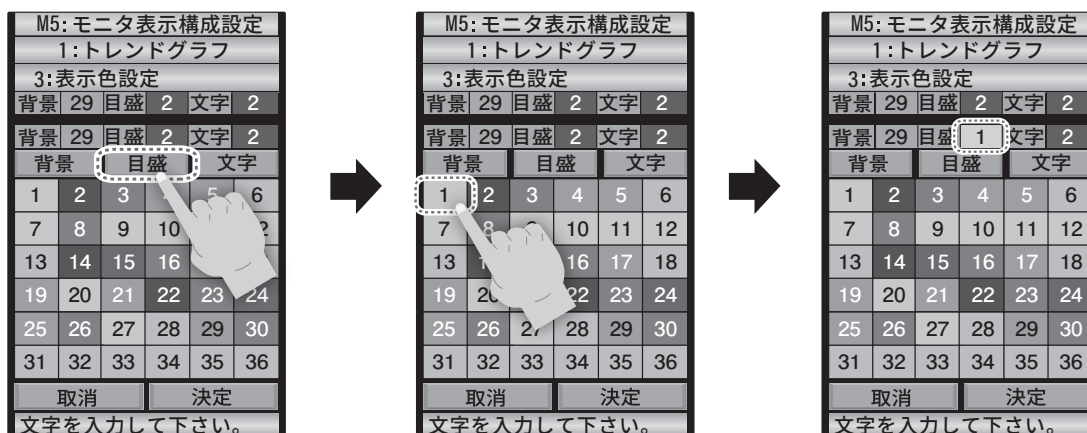 M5:モニタ表示構成設定
1:トレンドグラフ
3:表示色設定
背景 29 目盛 2 文字 2
背景 29 目盛 2 文字 2
背景 目盛 文字
1 2 3 5 6
7 8 9 10
13 14 15 16
19 20 21 22 23 24
25 26 27 28 29 30
31 32 33 34 35 36
取消 決定
文字を入力して下さい。
M5:モニタ表示構成設定
1:トレンドグラフ
3:表示色設定
背景 29 目盛 2 文字 2
背景 29 目盛 2 文字 2
背景 目盛 文字
1 2 3 4 5 6
7 8 10 11 12
13 16 17 18
19 20 22 23 24
25 26 27 28 29 30
31 32 33 34 35 36
取消 決定
文字を入力して下さい。
M5:モニタ表示構成設定
1:トレンドグラフ
3:表示色設定
背景 29 目盛 2 文字 2
背景 29 目盛 1 文字 2
背景 目盛 文字
1 2 3 4 5 6
7 8 9 10 11 12
13 14 15 16 17 18
19 20 21 22 23 24
25 26 27 28 29 30
31 32 33 34 35 36
取消 決定
文字を入力して下さい。